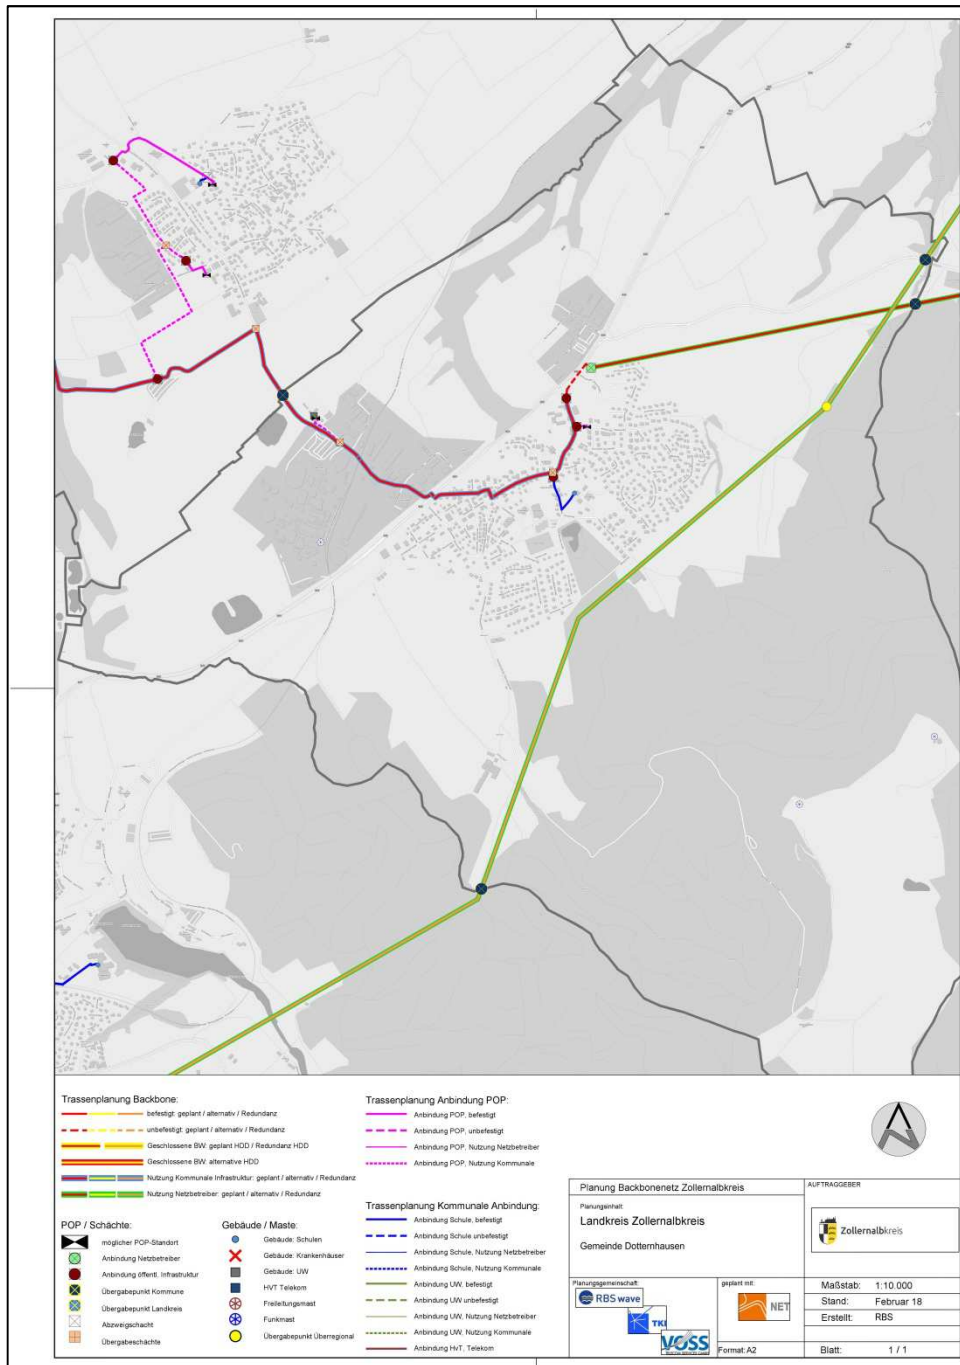 Trassenplanung Backbone:
befestigt: geplant / alternativ / Redundanz
unbefestigt: geplant / alternativ / Redundanz
Geschlossene BW: geplant HDD / Redundanz HDD
Geschlossene BW: alternative HDD
Nutzung Kommunale Infrastruktur: geplant / alternativ / Redundanz
Nutzung Netzbetreiber: geplant / alternativ / Redundanz
POP / Schächte:
möglicher POP-Standort
Anbindung Netzbetreiber
Anbindung öffentl. Infrastruktur
Übergabepunkt Kommune
Übergabepunkt Landkreis
Abzweigschacht
Übergabeschächte
Gebäude / Maste:
Gebäude: Schulen
Gebäude: Krankenhäuser
Gebäude: UW
HVT Telekom
Freileitungsmast
Funkmast
Übergabepunkt Überregional
Trassenplanung Anbindung POP:
Anbindung POP, befestigt
Anbindung POP, unbefestigt
Anbindung POP, Nutzung Netzbetreiber
Anbindung POP, Nutzung Kommunale
Trassenplanung Kommunale Anbindung:
Anbindung Schule, befestigt
Anbindung Schule unbefestigt
Anbindung Schule, Nutzung Netzbetreiber
Anbindung Schule, Nutzung Kommunale
Anbindung UW, befestigt
Anbindung UW unbefestigt
Anbindung UW, Nutzung Netzbetreiber
Anbindung UW, Nutzung Kommunale
Anbindung HvT, Telekom
Planung Backbonenetz Zollernalbkreis
Planungsinhalt:
Landkreis Zollernalbkreis
Gemeinde Dotternhausen
AUFTRAGGEBER
Zollernalbkreis
Planungsgemeinschaft:
RBS wave
TKI
VOSS
geplant mit:
NET
Format: A2
Maßstab: 1:10.000
Stand: Februar 18
Erstellt: RBS
Blatt: 1 / 1